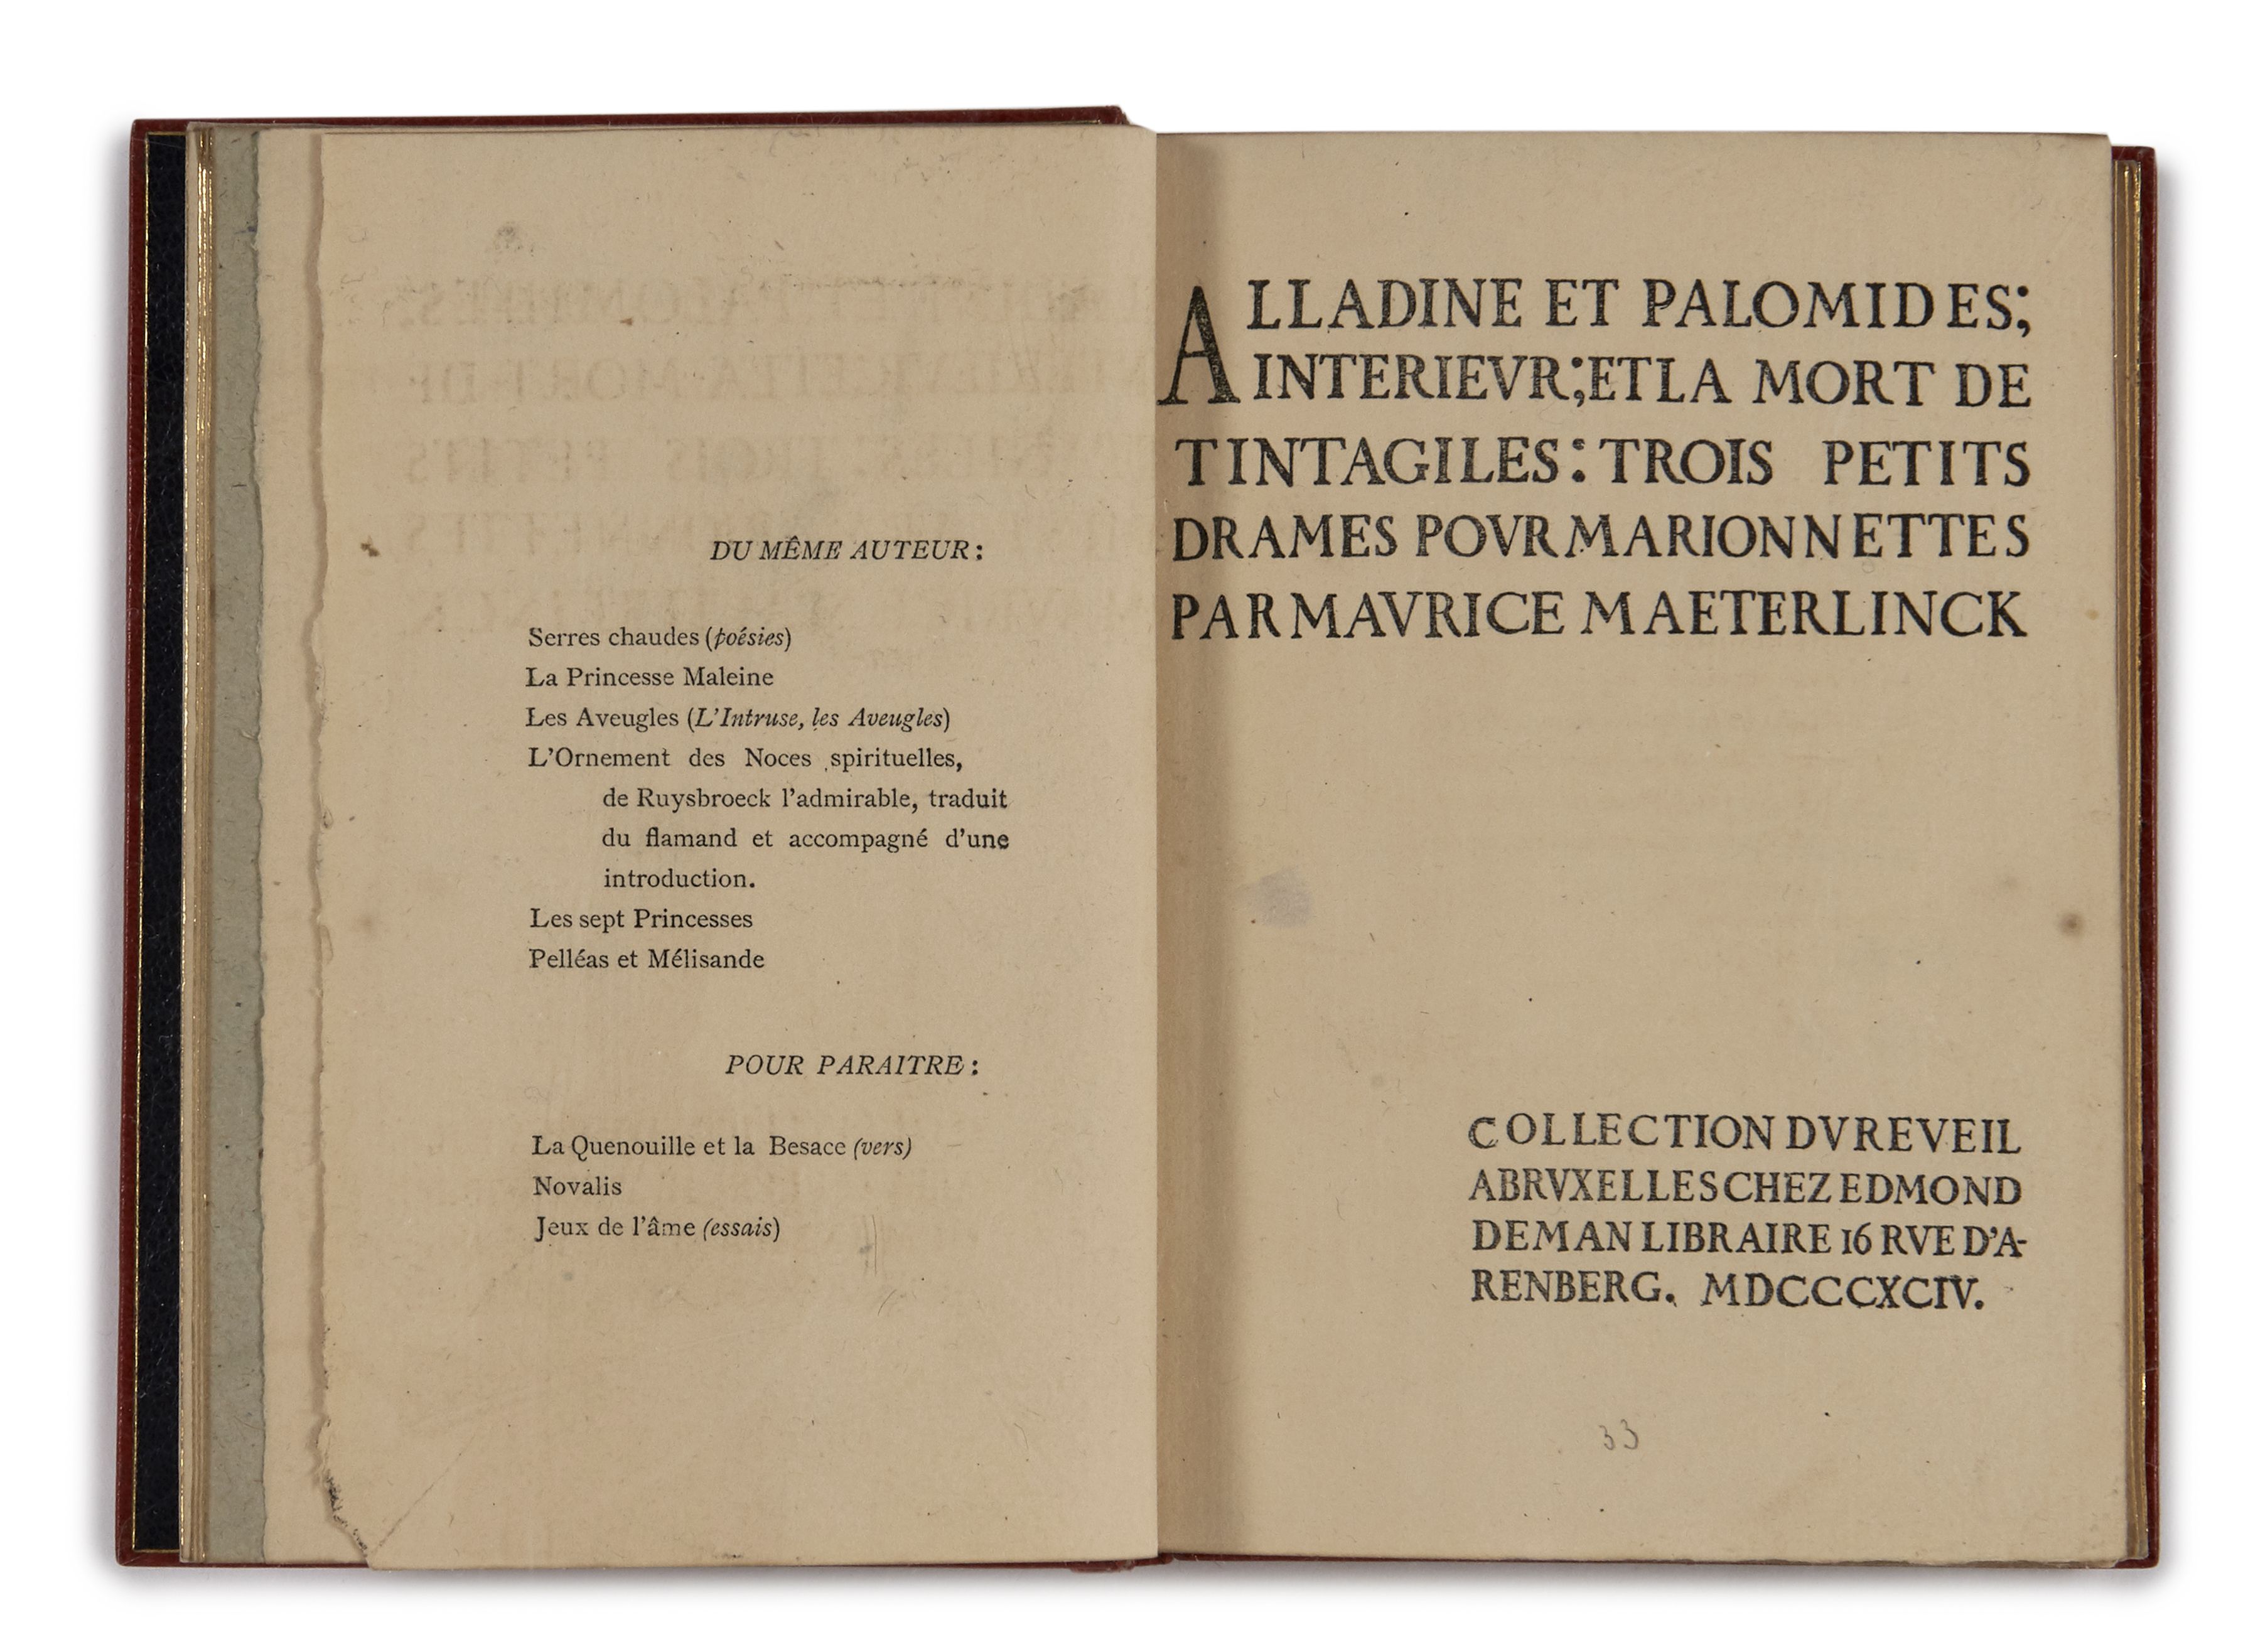 DU MÊME AUTEUR :
Serres chaudes (poésies)
La Princesse Maleine
Les Aveugles (L'Intruse, les Aveugles)
L'Ornement des Noces spirituelles,
de Ruysbroeck l'admirable, traduit
du flamand et accompagné d'une
introduction.
Les sept Princesses
Pelléas et Mélisande
POUR PARAITRE :
La Quenouille et la Besace (vers)
Novalis
Jeux de l'âme (essais)
ALLADINE ET PALOMIDES;
INTERIEVR; ET LA MORT DE
TINTAGILES: TROIS PETITS
DRAMES POVR MARIONNETTES
PAR MAVRICE MAETERLINCK
COLLECTION DV REVEIL
A BRVXELLES CHEZ EDMOND
DEMAN LIBRAIRE 16 RVE D'A-
RENBERG. MDCCCXCIV.
33